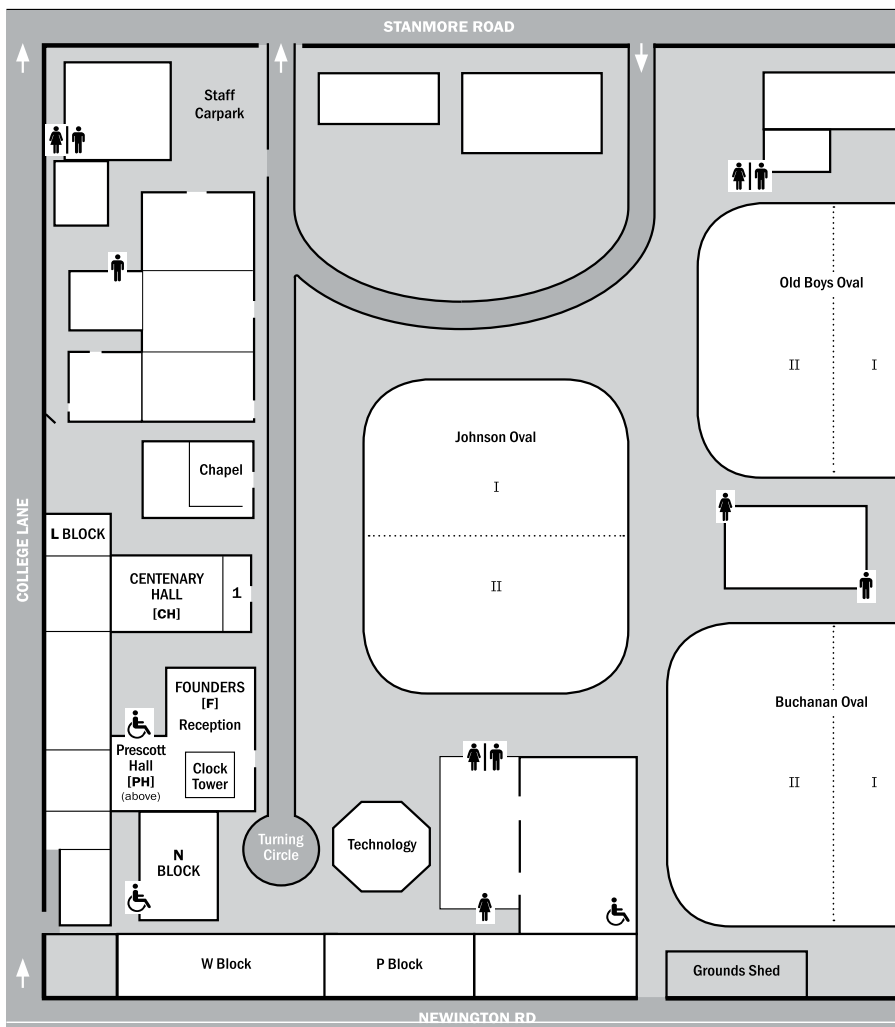 STANMORE ROAD
Staff
Carpark
Old Boys Oval
II
I
Johnson Oval
I
II
Chapel
COLLEGE LANE
L BLOCK
CENTENARY
HALL
[CH]
1
FOUNDERS
[F]
Reception
Prescott
Hall
[PH]
(above)
Clock
Tower
Buchanan Oval
II
I
Turning
Circle
Technology
N
BLOCK
W Block
P Block
Grounds Shed
NEWINGTON RD